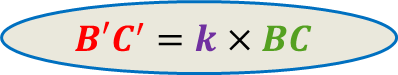 B′C′ = k × BC